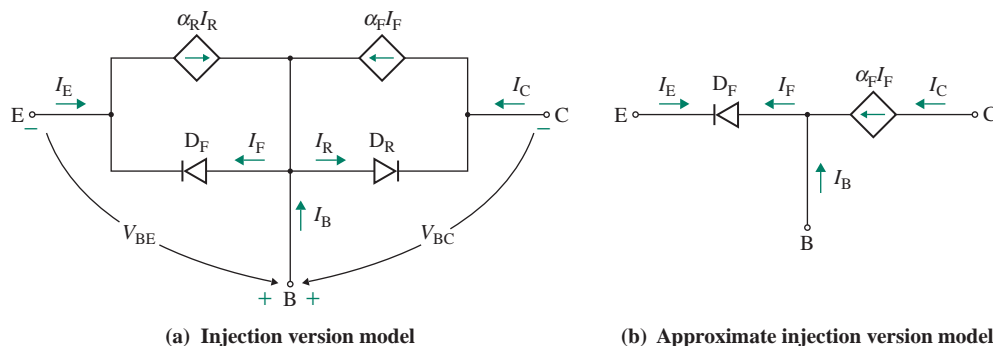 α_R I_R
α_F I_F
I_E
I_C
E
C
−
−
D_F
I_F
I_R
D_R
I_B
V_BE
V_BC
+ B +
(a) Injection version model
α_F I_F
I_E
D_F
I_F
I_C
E
C
I_B
B
(b) Approximate injection version model